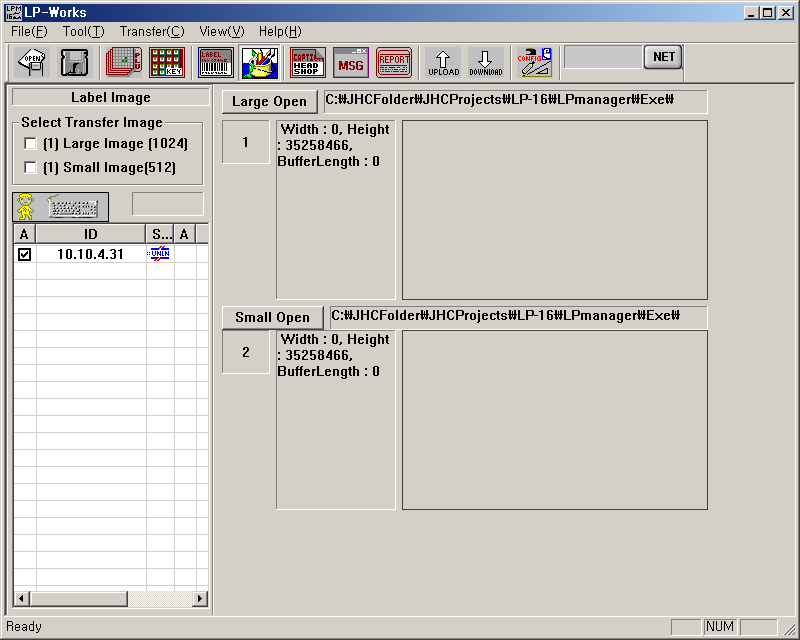 LP-Works
File(F) Tool(T) Transfer(C) View(V) Help(H)
OPEN
PLU
KEY
LABEL
CAPTION
HEAD
SHOP
MSG
REPORT
UPLOAD
DOWNLOAD
CONFIG
NET
Label Image
Select Transfer Image
(1) Large Image (1024)
(1) Small Image(512)
A ID S... A
10.10.4.31 UNLN
Large Open C:₩JHCFolder₩JHCProjects₩LP-16₩LPmanager₩Exe₩
1
Width : 0, Height
: 35258466,
BufferLength : 0
Small Open C:₩JHCFolder₩JHCProjects₩LP-16₩LPmanager₩Exe₩
2
Width : 0, Height
: 35258466,
BufferLength : 0
Ready NUM